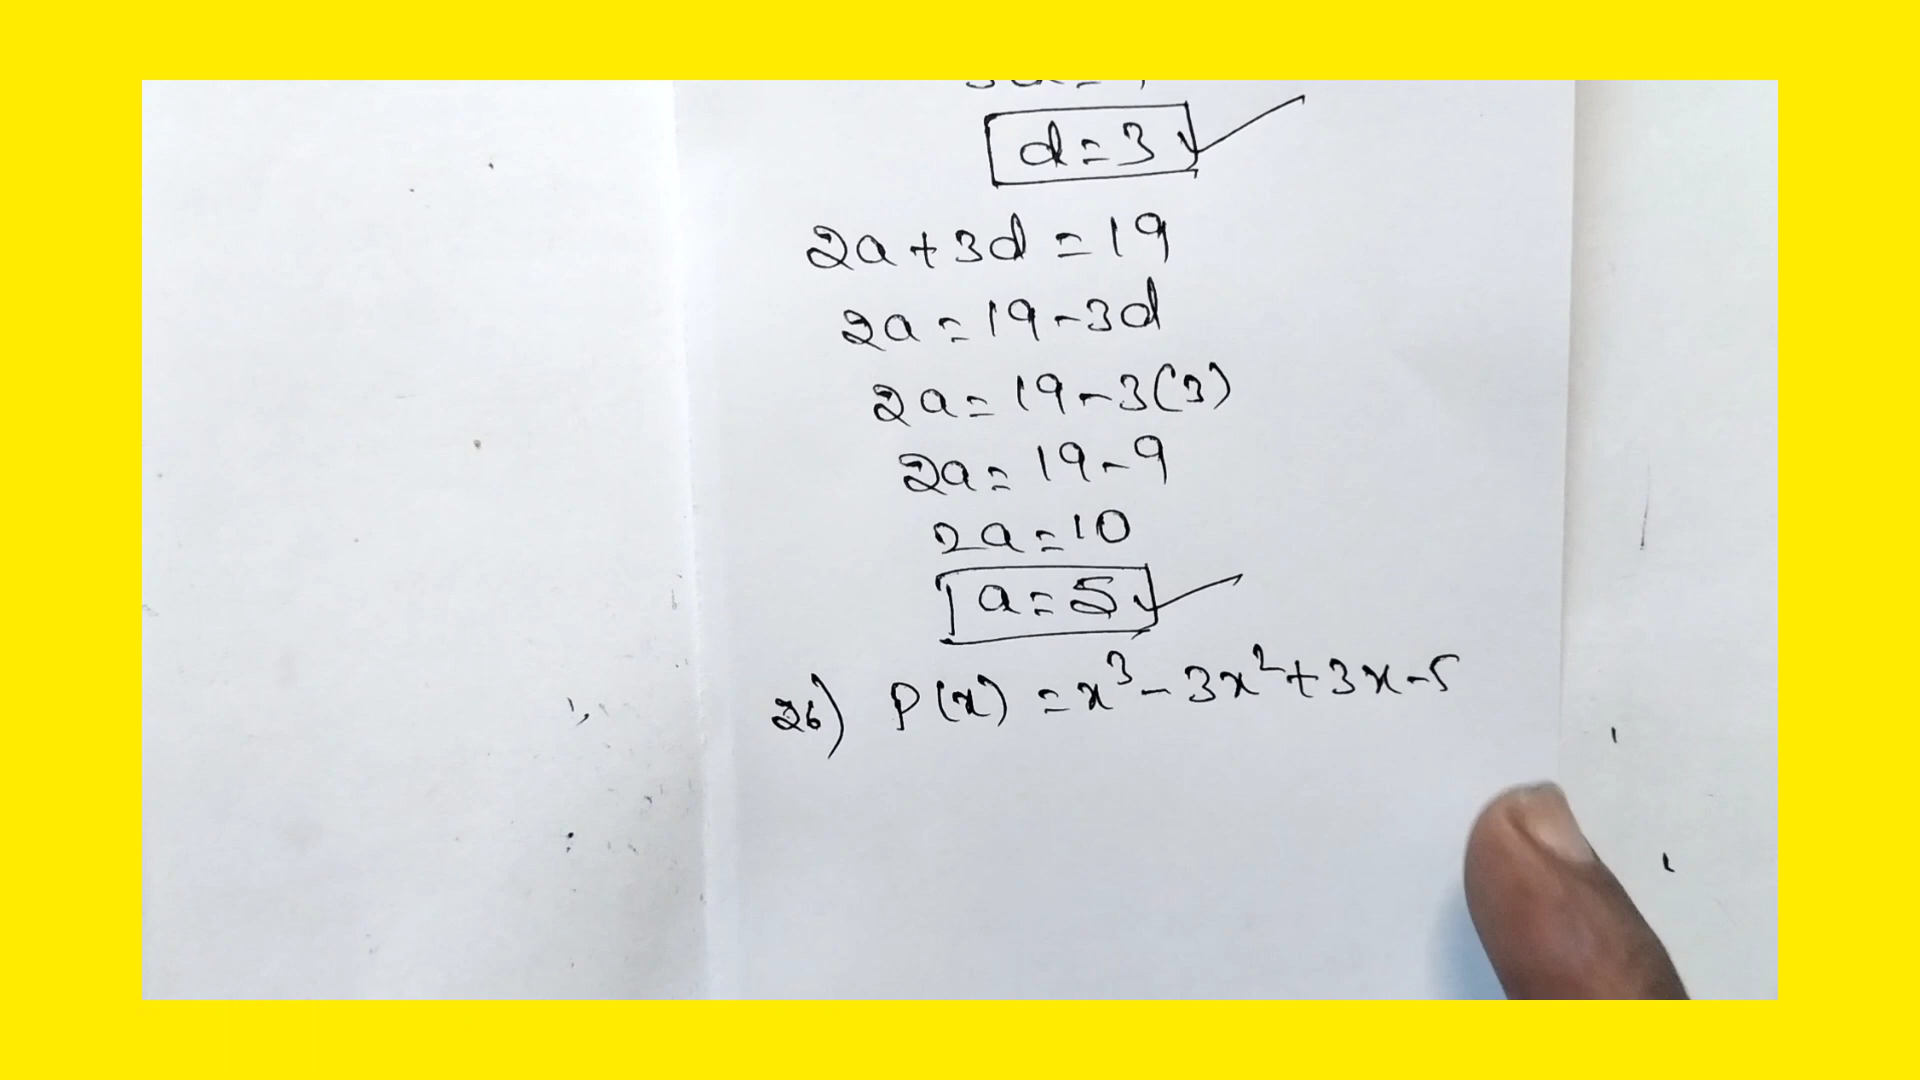 d=3
2a+3d=19
2a=19-3d
2a=19-3(3)
2a=19-9
2a=10
a=5
26) P(x)=x³-3x²+3x-5